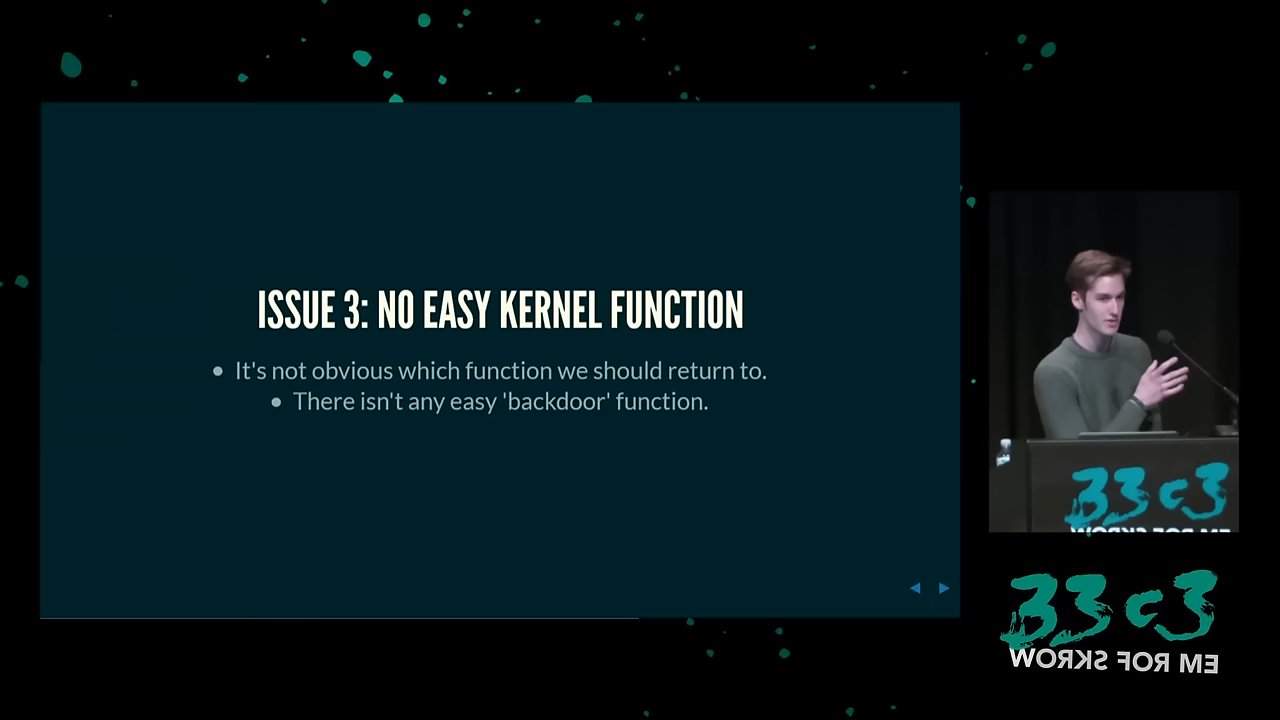 ISSUE 3: NO EASY KERNEL FUNCTION
• It's not obvious which function we should return to.
• There isn't any easy 'backdoor' function.
33c3
33c3
WORKS FOR ME